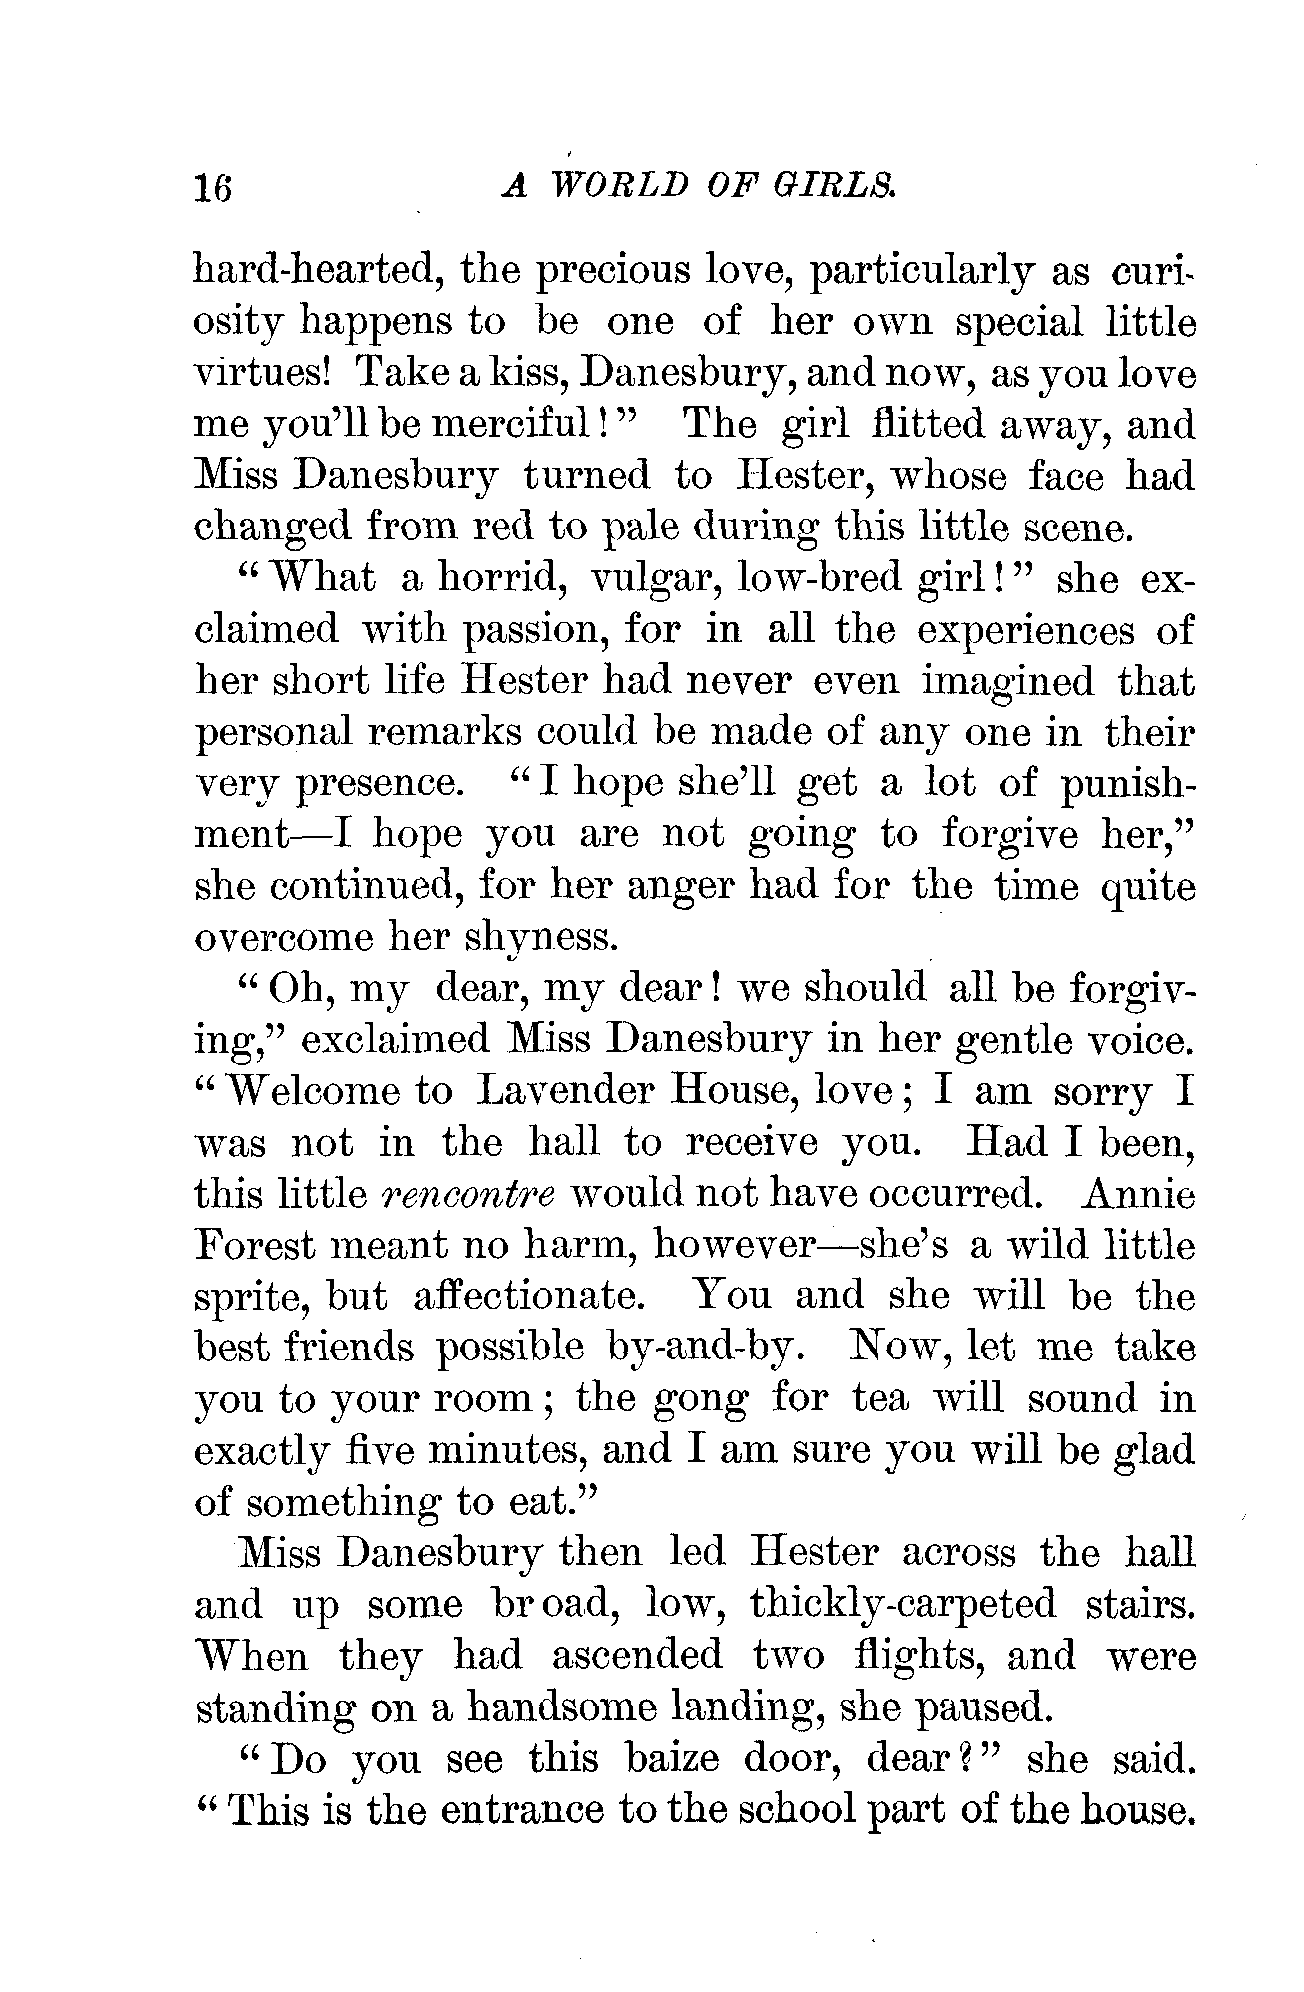 16 A WORLD OF GIRLS.
hard-hearted, the precious love, particularly as curi-
osity happens to be one of her own special little
virtues! Take a kiss, Danesbury, and now, as you love
me you'll be merciful!" The girl flitted away, and
Miss Danesbury turned to Hester, whose face had
changed from red to pale during this little scene.
"What a horrid, vulgar, low-bred girl!" she ex-
claimed with passion, for in all the experiences of
her short life Hester had never even imagined that
personal remarks could be made of any one in their
very presence. "I hope she'll get a lot of punish-
ment—I hope you are not going to forgive her,"
she continued, for her anger had for the time quite
overcome her shyness.
"Oh, my dear, my dear! we should all be forgiv-
ing," exclaimed Miss Danesbury in her gentle voice.
"Welcome to Lavender House, love; I am sorry I
was not in the hall to receive you. Had I been,
this little rencontre would not have occurred. Annie
Forest meant no harm, however—she's a wild little
sprite, but affectionate. You and she will be the
best friends possible by-and-by. Now, let me take
you to your room; the gong for tea will sound in
exactly five minutes, and I am sure you will be glad
of something to eat."
Miss Danesbury then led Hester across the hall
and up some broad, low, thickly-carpeted stairs.
When they had ascended two flights, and were
standing on a handsome landing, she paused.
"Do you see this baize door, dear?" she said.
"This is the entrance to the school part of the house.